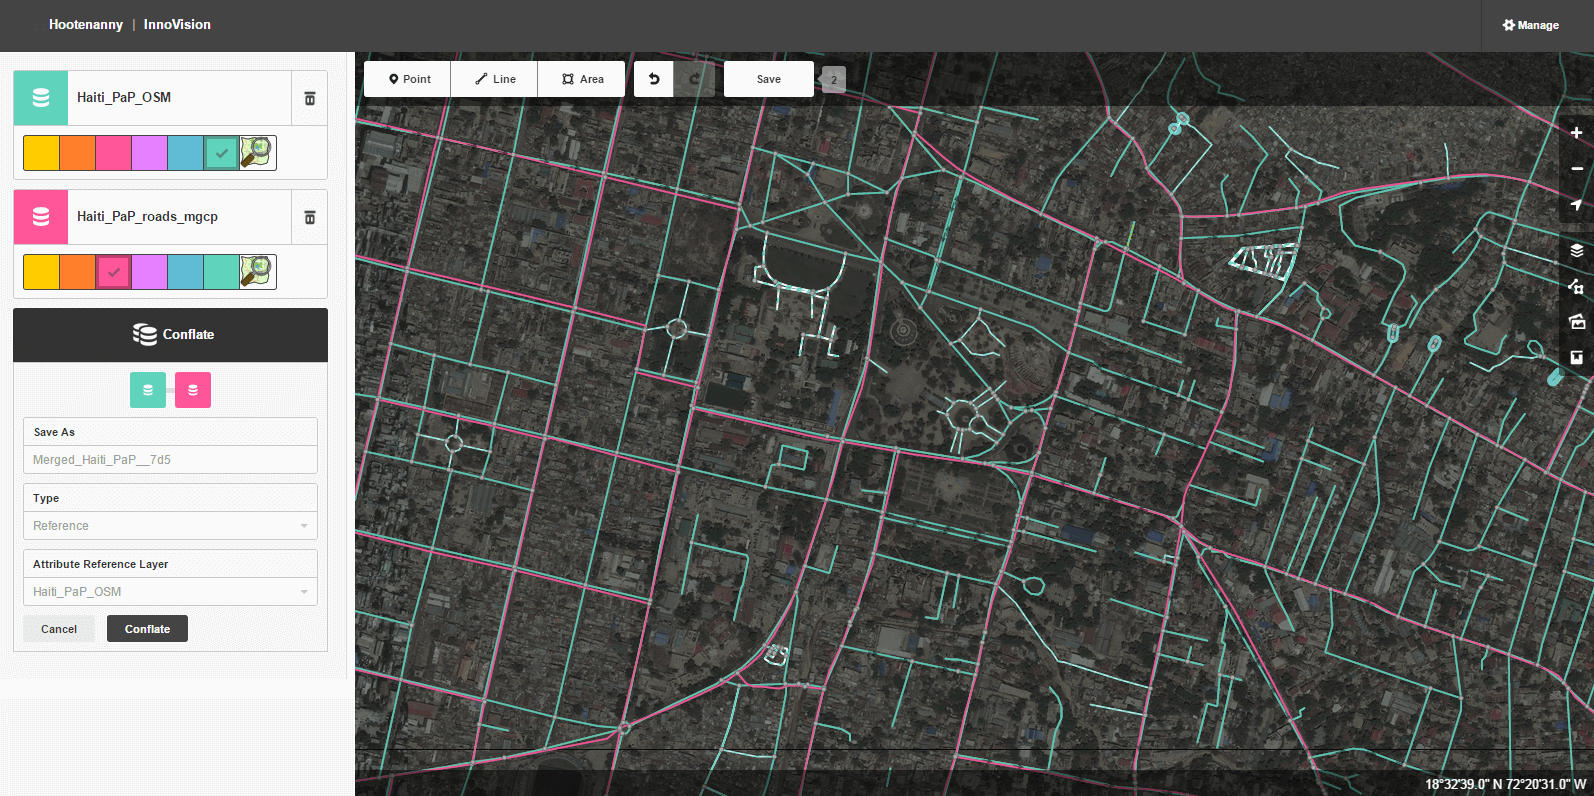 Hootenanny | InnoVision
Manage
Point
Line
Area
Save
2
Haiti_PaP_OSM
Haiti_PaP_roads_mgcp
Conflate
Save As
Merged_Haiti_PaP__7d5
Type
Reference
Attribute Reference Layer
Haiti_PaP_OSM
Cancel
Conflate
18°32'39.0" N 72°20'31.0" W